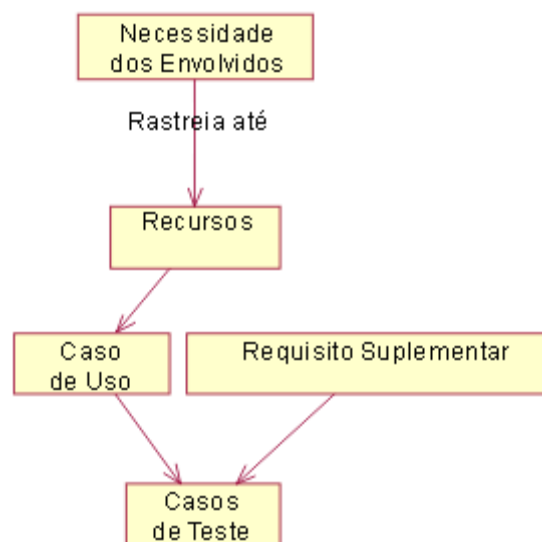 Necessidade
dos Envolvidos
Rastreia até
Recursos
Caso
de Uso
Requisito Suplementar
Casos
de Teste